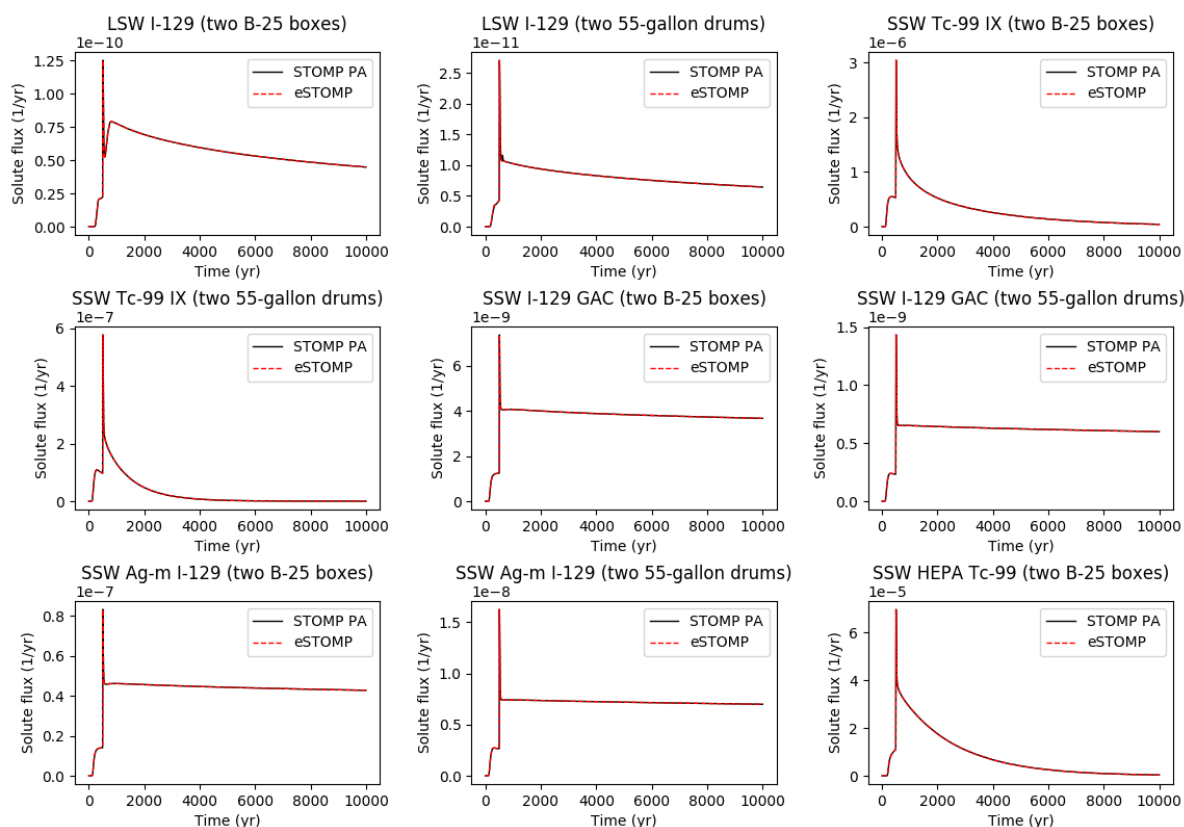 LSW I-129 (two B-25 boxes)
1e−10
Solute flux (1/yr)
1.25
1.00
0.75
0.50
0.25
0.00
STOMP PA
eSTOMP
0 2000 4000 6000 8000 10000
Time (yr)
LSW I-129 (two 55-gallon drums)
1e−11
Solute flux (1/yr)
2.5
2.0
1.5
1.0
0.5
0.0
STOMP PA
eSTOMP
0 2000 4000 6000 8000 10000
Time (yr)
SSW Tc-99 IX (two B-25 boxes)
1e−6
Solute flux (1/yr)
3
2
1
0
STOMP PA
eSTOMP
0 2000 4000 6000 8000 10000
Time (yr)
SSW Tc-99 IX (two 55-gallon drums)
1e−7
Solute flux (1/yr)
6
4
2
0
STOMP PA
eSTOMP
0 2000 4000 6000 8000 10000
Time (yr)
SSW I-129 GAC (two B-25 boxes)
1e−9
Solute flux (1/yr)
6
4
2
0
STOMP PA
eSTOMP
0 2000 4000 6000 8000 10000
Time (yr)
SSW I-129 GAC (two 55-gallon drums)
1e−9
Solute flux (1/yr)
1.5
1.0
0.5
0.0
STOMP PA
eSTOMP
0 2000 4000 6000 8000 10000
Time (yr)
SSW Ag-m I-129 (two B-25 boxes)
1e−7
Solute flux (1/yr)
0.8
0.6
0.4
0.2
0.0
STOMP PA
eSTOMP
0 2000 4000 6000 8000 10000
Time (yr)
SSW Ag-m I-129 (two 55-gallon drums)
1e−8
Solute flux (1/yr)
1.5
1.0
0.5
0.0
STOMP PA
eSTOMP
0 2000 4000 6000 8000 10000
Time (yr)
SSW HEPA Tc-99 (two B-25 boxes)
1e−5
Solute flux (1/yr)
6
4
2
0
STOMP PA
eSTOMP
0 2000 4000 6000 8000 10000
Time (yr)